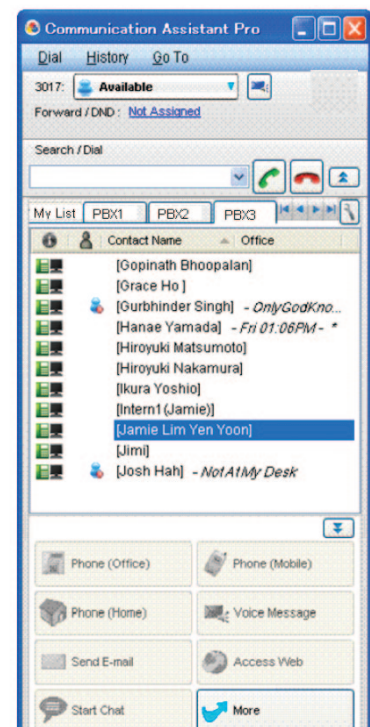 Communication Assistant Pro
Dial History Go To
3017: Available
Forward / DND : Not Assigned
Search / Dial
My List PBX1 PBX2 PBX3
Contact Name Office
[Gopinath Bhoopalan]
[Grace Ho ]
[Gurbhinder Singh] - OnlyGodKno...
[Hanae Yamada] - Fri 01:06PM - *
[Hiroyuki Matsumoto]
[Hiroyuki Nakamura]
[Ikura Yoshio]
[Intern1 (Jamie)]
[Jamie Lim Yen Yoon]
[Jimi]
[Josh Hah] - NotAtMy Desk
Phone (Office) Phone (Mobile)
Phone (Home) Voice Message
Send E-mail Access Web
Start Chat More